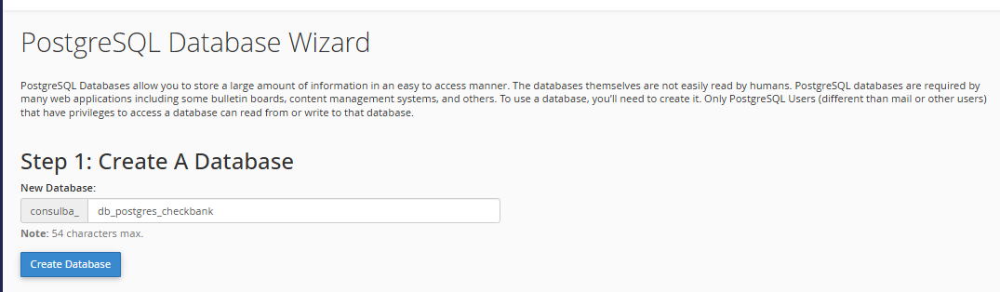 PostgreSQL Database Wizard
PostgreSQL Databases allow you to store a large amount of information in an easy to access manner. The databases themselves are not easily read by humans. PostgreSQL databases are required by
many web applications including some bulletin boards, content management systems, and others. To use a database, you’ll need to create it. Only PostgreSQL Users (different than mail or other users)
that have privileges to access a database can read from or write to that database.
Step 1: Create A Database
New Database:
consulba_ db_postgres_checkbank
Note: 54 characters max.
Create Database